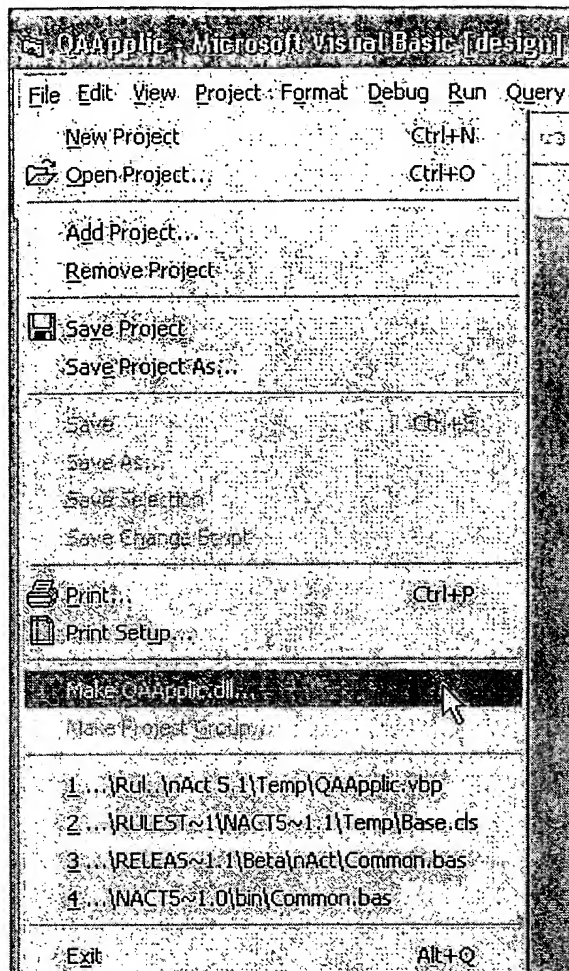 QAApplic - Microsoft Visual Basic [design]
File Edit View Project Format Debug Run Query
New Project Ctrl+N
Open Project... Ctrl+O
Add Project...
Remove Project
Save Project
Save Project As...
Save Ctrl+S
Save As...
Save Selection
Save Change Script
Print... Ctrl+P
Print Setup...
Make QAApplic.dll...
Make Project Group...
1 ...\Rul...\nAct 5.1\Temp\QAApplic.vbp
2 ...\RULEST~1\NACT5~1.1\Temp\Base.cls
3 ...\RELEAS~1.1\Beta\nAct\Common.bas
4 ...\NACT5~1.0\bin\Common.bas
Exit Alt+Q